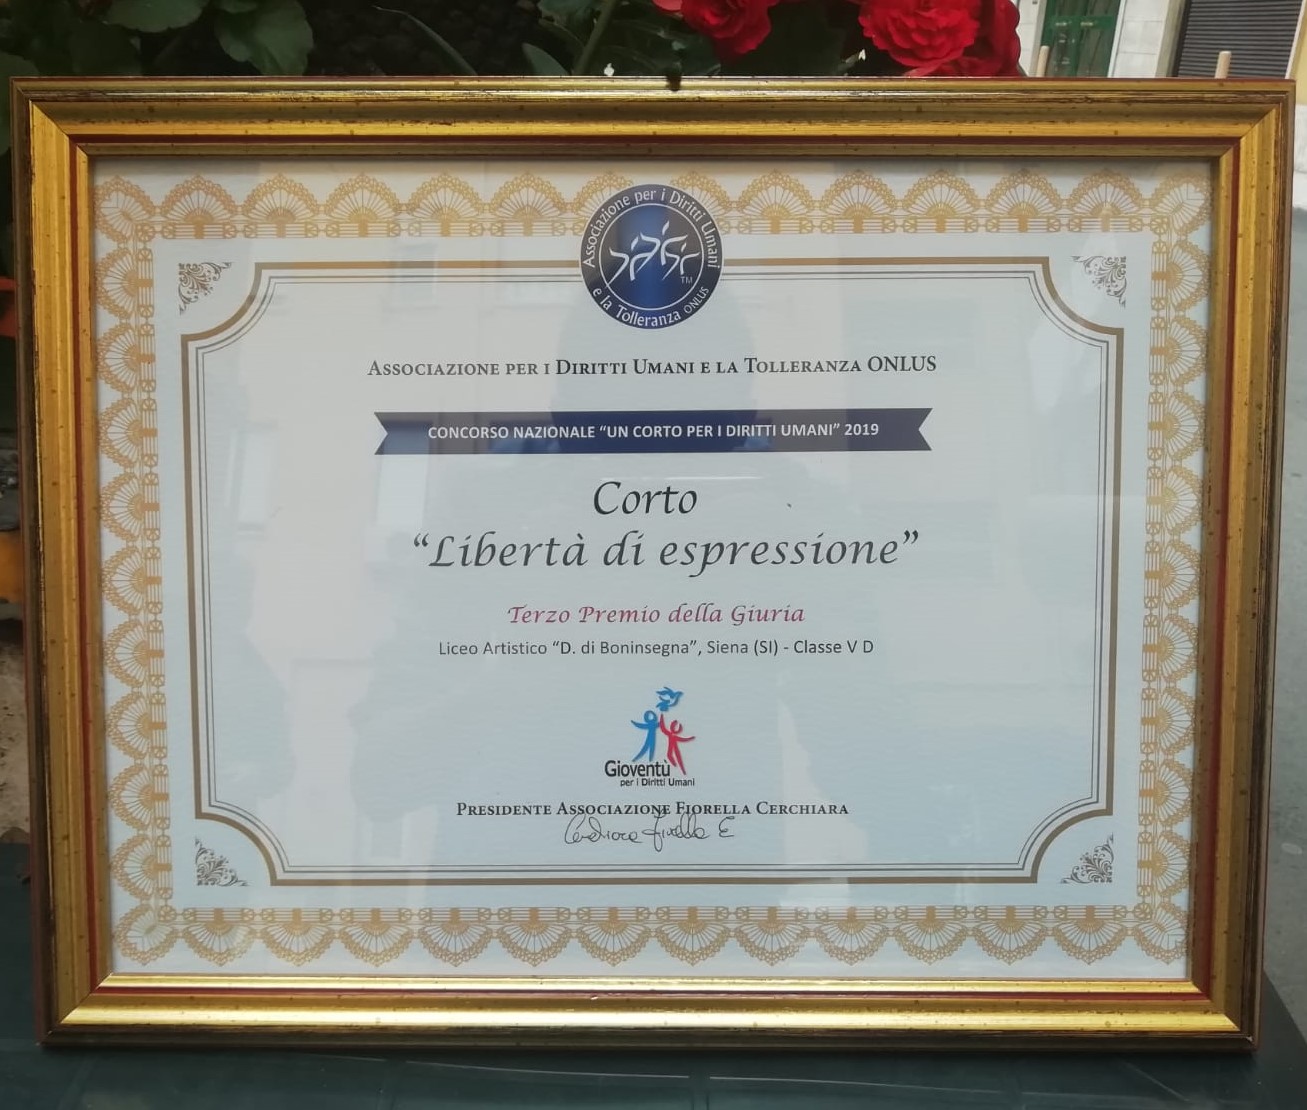 Associazione per i Diritti Umani
e la Tolleranza ONLUS
TM
ASSOCIAZIONE PER I DIRITTI UMANI E LA TOLLERANZA ONLUS
CONCORSO NAZIONALE “UN CORTO PER I DIRITTI UMANI” 2019
Corto
“Libertà di espressione”
Terzo Premio della Giuria
Liceo Artistico “D. di Boninsegna”, Siena (SI) - Classe V D
Gioventù
per i Diritti Umani
PRESIDENTE ASSOCIAZIONE FIORELLA CERCHIARA